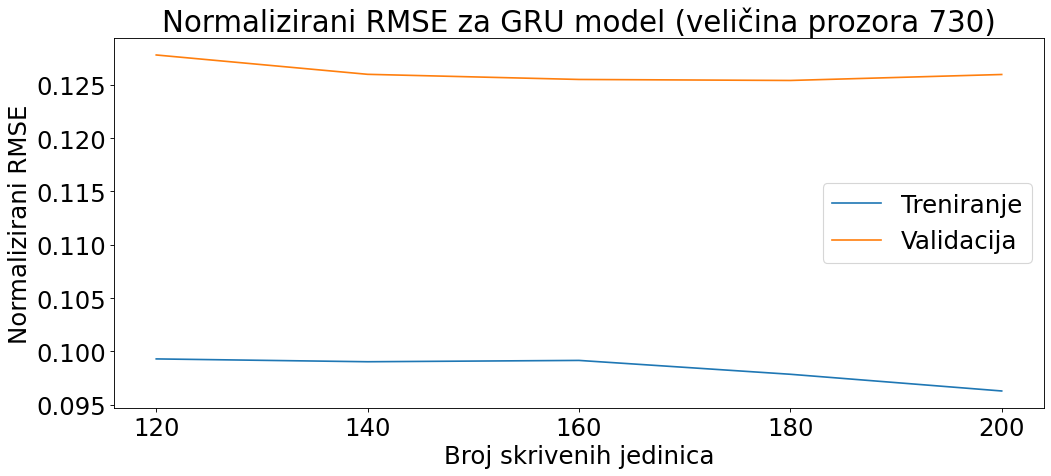 Normalizirani RMSE za GRU model (veličina prozora 730)
Normalizirani RMSE
0.125
0.120
0.115
0.110
0.105
0.100
0.095
Treniranje
Validacija
120 140 160 180 200
Broj skrivenih jedinica